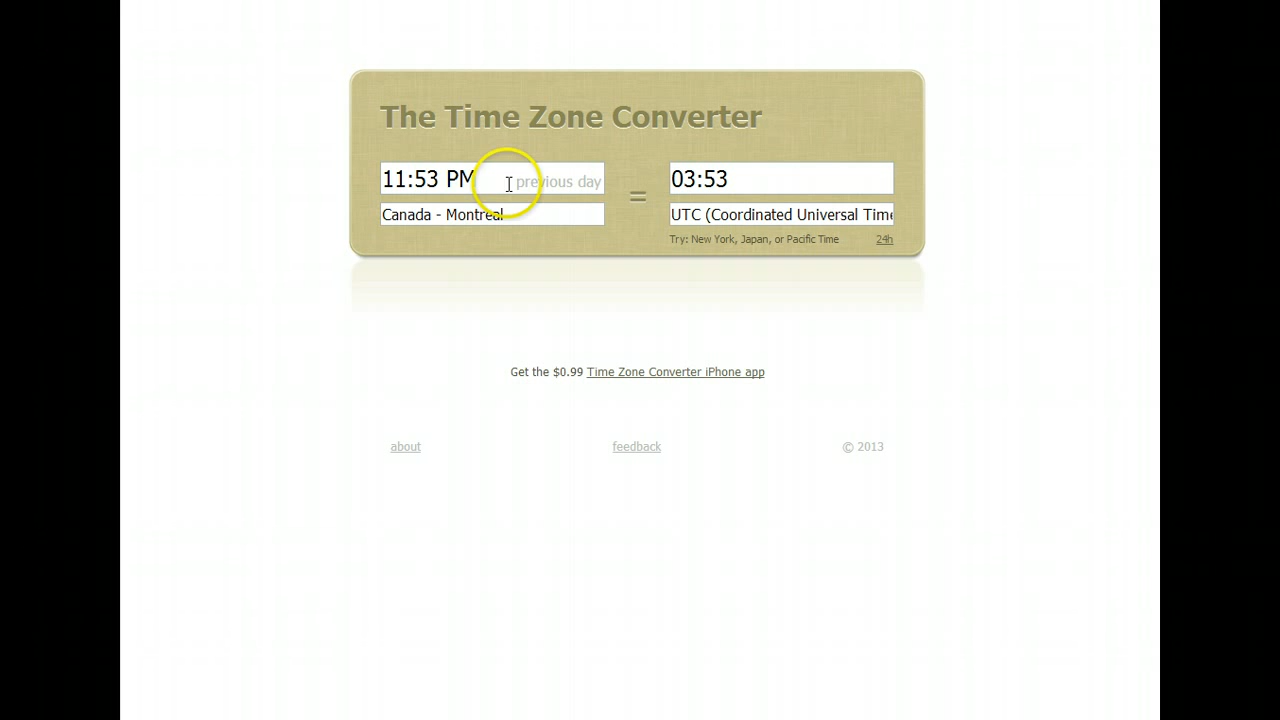 The Time Zone Converter
11:53 PM previous day = 03:53
Canada - Montreal UTC (Coordinated Universal Time
Try: New York, Japan, or Pacific Time 24h
Get the $0.99 Time Zone Converter iPhone app
about feedback © 2013